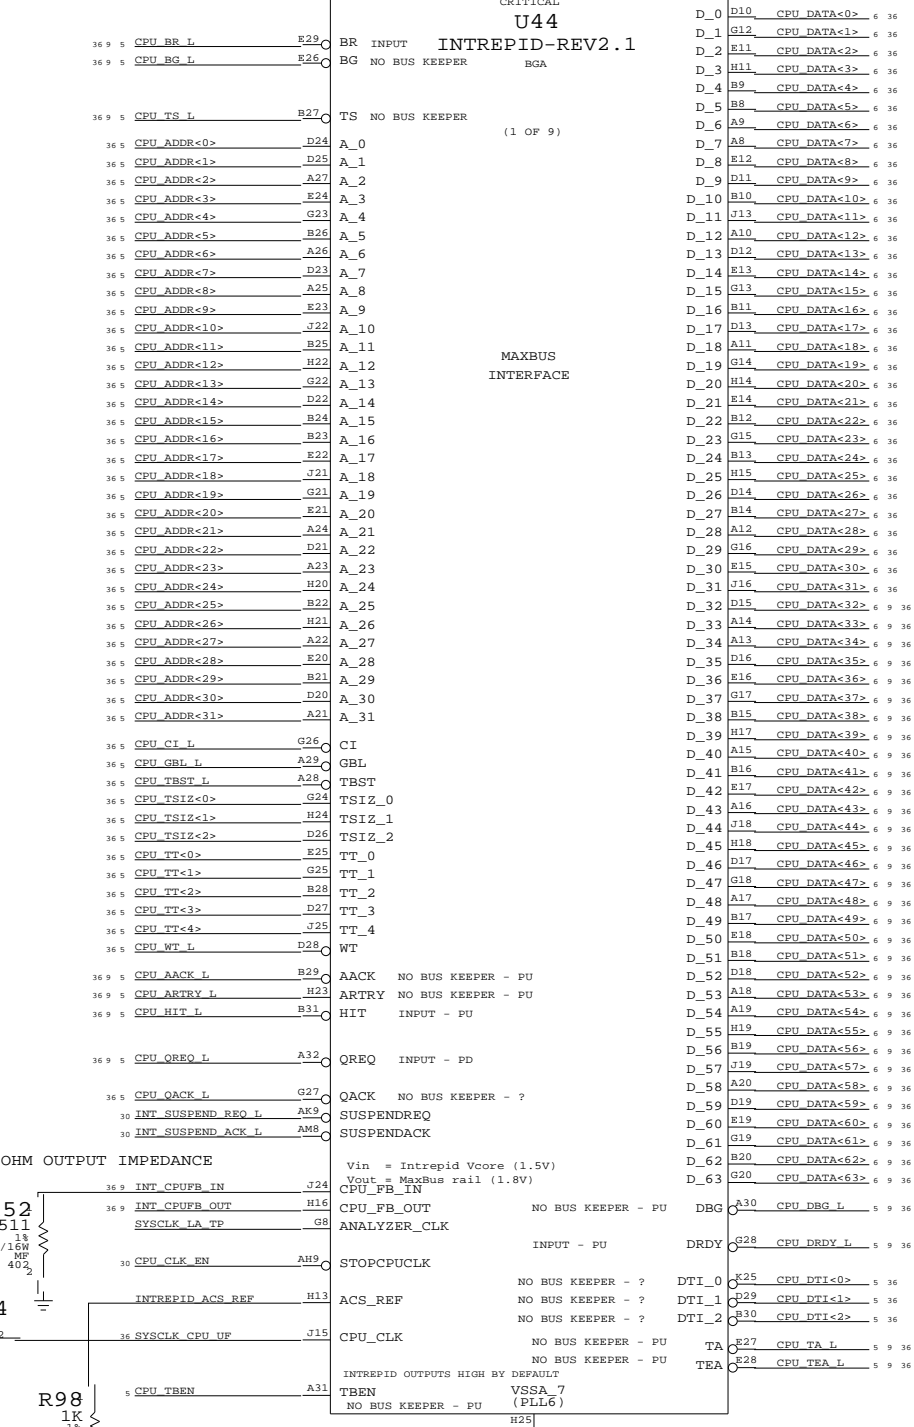 CRITICAL
U44
INTREPID-REV2.1
BGA
(1 OF 9)
MAXBUS
INTERFACE
36 9 5 CPU_BR_L E29 BR INPUT
36 9 5 CPU_BG_L E26 BG NO BUS KEEPER
36 9 5 CPU_TS_L B27 TS NO BUS KEEPER
36 5 CPU_ADDR<0> D24 A_0
36 5 CPU_ADDR<1> D25 A_1
36 5 CPU_ADDR<2> A27 A_2
36 5 CPU_ADDR<3> E24 A_3
36 5 CPU_ADDR<4> G23 A_4
36 5 CPU_ADDR<5> B26 A_5
36 5 CPU_ADDR<6> A26 A_6
36 5 CPU_ADDR<7> D23 A_7
36 5 CPU_ADDR<8> A25 A_8
36 5 CPU_ADDR<9> E23 A_9
36 5 CPU_ADDR<10> J22 A_10
36 5 CPU_ADDR<11> B25 A_11
36 5 CPU_ADDR<12> H22 A_12
36 5 CPU_ADDR<13> G22 A_13
36 5 CPU_ADDR<14> D22 A_14
36 5 CPU_ADDR<15> B24 A_15
36 5 CPU_ADDR<16> B23 A_16
36 5 CPU_ADDR<17> E22 A_17
36 5 CPU_ADDR<18> J21 A_18
36 5 CPU_ADDR<19> G21 A_19
36 5 CPU_ADDR<20> E21 A_20
36 5 CPU_ADDR<21> A24 A_21
36 5 CPU_ADDR<22> D21 A_22
36 5 CPU_ADDR<23> A23 A_23
36 5 CPU_ADDR<24> H20 A_24
36 5 CPU_ADDR<25> B22 A_25
36 5 CPU_ADDR<26> H21 A_26
36 5 CPU_ADDR<27> A22 A_27
36 5 CPU_ADDR<28> E20 A_28
36 5 CPU_ADDR<29> B21 A_29
36 5 CPU_ADDR<30> D20 A_30
36 5 CPU_ADDR<31> A21 A_31
36 5 CPU_CI_L G26 CI
36 5 CPU_GBL_L A29 GBL
36 5 CPU_TBST_L A28 TBST
36 5 CPU_TSIZ<0> G24 TSIZ_0
36 5 CPU_TSIZ<1> H24 TSIZ_1
36 5 CPU_TSIZ<2> D26 TSIZ_2
36 5 CPU_TT<0> E25 TT_0
36 5 CPU_TT<1> G25 TT_1
36 5 CPU_TT<2> B28 TT_2
36 5 CPU_TT<3> D27 TT_3
36 5 CPU_TT<4> J25 TT_4
36 5 CPU_WT_L D28 WT
36 9 5 CPU_AACK_L B29 AACK NO BUS KEEPER - PU
36 9 5 CPU_ARTRY_L H23 ARTRY NO BUS KEEPER - PU
36 9 5 CPU_HIT_L B31 HIT INPUT - PU
36 9 5 CPU_QREQ_L A32 QREQ INPUT - PD
36 5 CPU_QACK_L G27 QACK NO BUS KEEPER - ?
30 INT_SUSPEND_REQ_L AK9 SUSPENDREQ
30 INT_SUSPEND_ACK_L AM8 SUSPENDACK
OHM OUTPUT IMPEDANCE
Vin = Intrepid Vcore (1.5V)
Vout = MaxBus rail (1.8V)
36 9 INT_CPUFB_IN J24 CPU_FB_IN
36 9 INT_CPUFB_OUT H16 CPU_FB_OUT
SYSCLK_LA_TP G8 ANALYZER_CLK
52
511
1%
/16W
MF
402
2
30 CPU_CLK_EN AH9 STOPCPUCLK
INTREPID_ACS_REF H13 ACS_REF
4
2
36 SYSCLK_CPU_UF J15 CPU_CLK
INTREPID OUTPUTS HIGH BY DEFAULT
5 CPU_TBEN A31 TBEN
NO BUS KEEPER - PU
R98
1K
1%
VSSA_7
(PLL6)
H25
D_0 D10 CPU_DATA<0> 6 36
D_1 G12 CPU_DATA<1> 6 36
D_2 E11 CPU_DATA<2> 6 36
D_3 H11 CPU_DATA<3> 6 36
D_4 B9 CPU_DATA<4> 6 36
D_5 B8 CPU_DATA<5> 6 36
D_6 A9 CPU_DATA<6> 6 36
D_7 A8 CPU_DATA<7> 6 36
D_8 E12 CPU_DATA<8> 6 36
D_9 D11 CPU_DATA<9> 6 36
D_10 B10 CPU_DATA<10> 6 36
D_11 J13 CPU_DATA<11> 6 36
D_12 A10 CPU_DATA<12> 6 36
D_13 D12 CPU_DATA<13> 6 36
D_14 E13 CPU_DATA<14> 6 36
D_15 G13 CPU_DATA<15> 6 36
D_16 B11 CPU_DATA<16> 6 36
D_17 D13 CPU_DATA<17> 6 36
D_18 A11 CPU_DATA<18> 6 36
D_19 G14 CPU_DATA<19> 6 36
D_20 H14 CPU_DATA<20> 6 36
D_21 E14 CPU_DATA<21> 6 36
D_22 B12 CPU_DATA<22> 6 36
D_23 G15 CPU_DATA<23> 6 36
D_24 B13 CPU_DATA<24> 6 36
D_25 H15 CPU_DATA<25> 6 36
D_26 D14 CPU_DATA<26> 6 36
D_27 B14 CPU_DATA<27> 6 36
D_28 A12 CPU_DATA<28> 6 36
D_29 G16 CPU_DATA<29> 6 36
D_30 E15 CPU_DATA<30> 6 36
D_31 J16 CPU_DATA<31> 6 36
D_32 D15 CPU_DATA<32> 6 9 36
D_33 A14 CPU_DATA<33> 6 9 36
D_34 A13 CPU_DATA<34> 6 9 36
D_35 D16 CPU_DATA<35> 6 9 36
D_36 E16 CPU_DATA<36> 6 9 36
D_37 G17 CPU_DATA<37> 6 9 36
D_38 B15 CPU_DATA<38> 6 9 36
D_39 H17 CPU_DATA<39> 6 9 36
D_40 A15 CPU_DATA<40> 6 9 36
D_41 B16 CPU_DATA<41> 6 9 36
D_42 E17 CPU_DATA<42> 6 9 36
D_43 A16 CPU_DATA<43> 6 9 36
D_44 J18 CPU_DATA<44> 6 9 36
D_45 H18 CPU_DATA<45> 6 9 36
D_46 D17 CPU_DATA<46> 6 9 36
D_47 G18 CPU_DATA<47> 6 9 36
D_48 A17 CPU_DATA<48> 6 9 36
D_49 B17 CPU_DATA<49> 6 9 36
D_50 E18 CPU_DATA<50> 6 9 36
D_51 B18 CPU_DATA<51> 6 9 36
D_52 D18 CPU_DATA<52> 6 9 36
D_53 A18 CPU_DATA<53> 6 9 36
D_54 A19 CPU_DATA<54> 6 9 36
D_55 H19 CPU_DATA<55> 6 9 36
D_56 B19 CPU_DATA<56> 6 9 36
D_57 J19 CPU_DATA<57> 6 9 36
D_58 A20 CPU_DATA<58> 6 9 36
D_59 D19 CPU_DATA<59> 6 9 36
D_60 E19 CPU_DATA<60> 6 9 36
D_61 G19 CPU_DATA<61> 6 9 36
D_62 B20 CPU_DATA<62> 6 9 36
D_63 G20 CPU_DATA<63> 6 9 36
NO BUS KEEPER - PU DBG A30 CPU_DBG_L 5 9 36
INPUT - PU DRDY G28 CPU_DRDY_L 5 9 36
NO BUS KEEPER - ? DTI_0 K25 CPU_DTI<0> 5 36
NO BUS KEEPER - ? DTI_1 D29 CPU_DTI<1> 5 36
NO BUS KEEPER - ? DTI_2 B30 CPU_DTI<2> 5 36
NO BUS KEEPER - PU TA E27 CPU_TA_L 5 9 36
NO BUS KEEPER - PU TEA E28 CPU_TEA_L 5 9 36